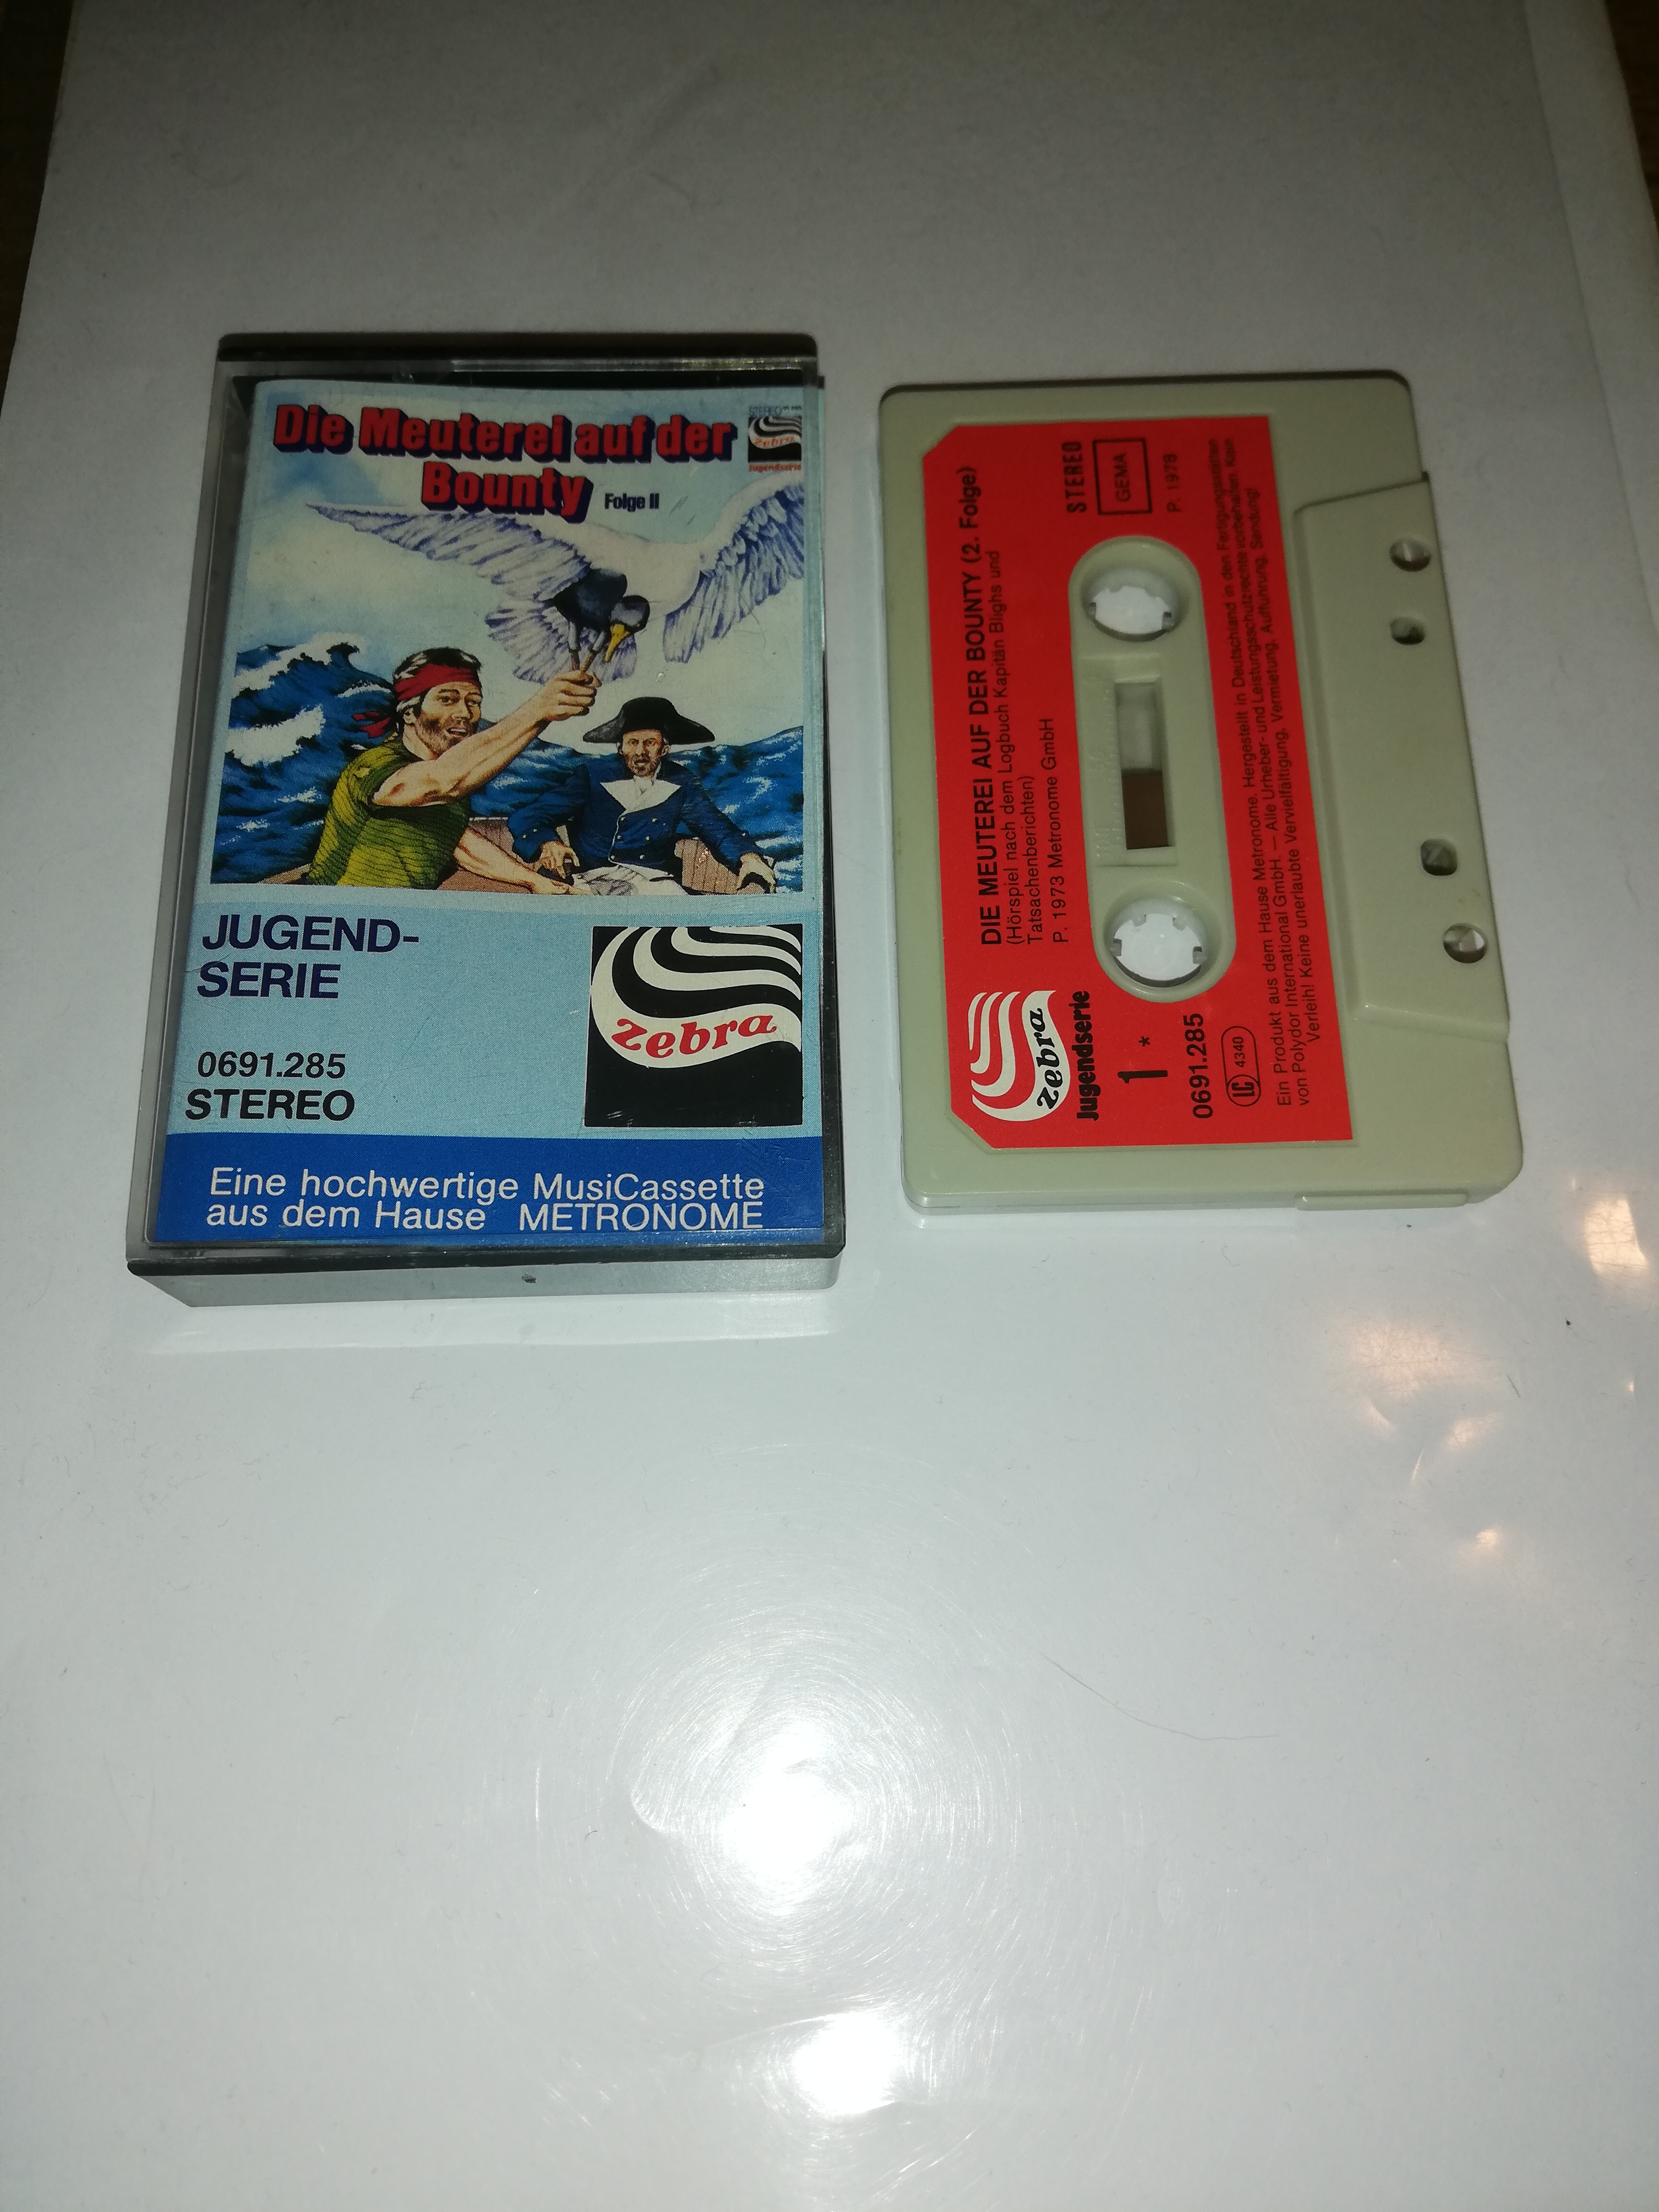 Die Meuterei auf der
Bounty Folge II
STEREO
Zebra
Jugendserie
JUGEND-
SERIE
Zebra
0691.285
STEREO
Eine hochwertige MusiCassette
aus dem Hause METRONOME
DIE MEUTEREI AUF DER BOUNTY (2. Folge)
(Hörspiel nach dem Logbuch Kapitän Blighs und
Tatsachenberichten)
P. 1973 Metronome GmbH
STEREO
GEMA
P. 1978
Zebra
Jugendserie
1
*
0691.285
LC 4340
Ein Produkt aus dem Hause Metronome. Hergestellt in Deutschland in den Fertigungsstätten
von Polydor International GmbH. — Alle Urheber- und Leistungsschutzrechte vorbehalten. Kein
Verleih! Keine unerlaubte Vervielfältigung, Vermietung, Aufführung, Sendung!